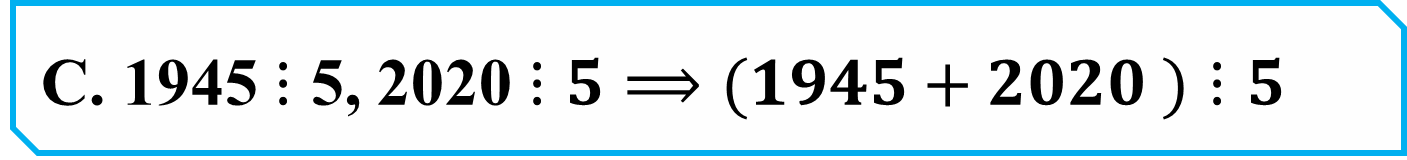 C. 1945 ⋮ 5, 2020 ⋮ 5 ⟹ (1945 + 2020 ) ⋮ 5